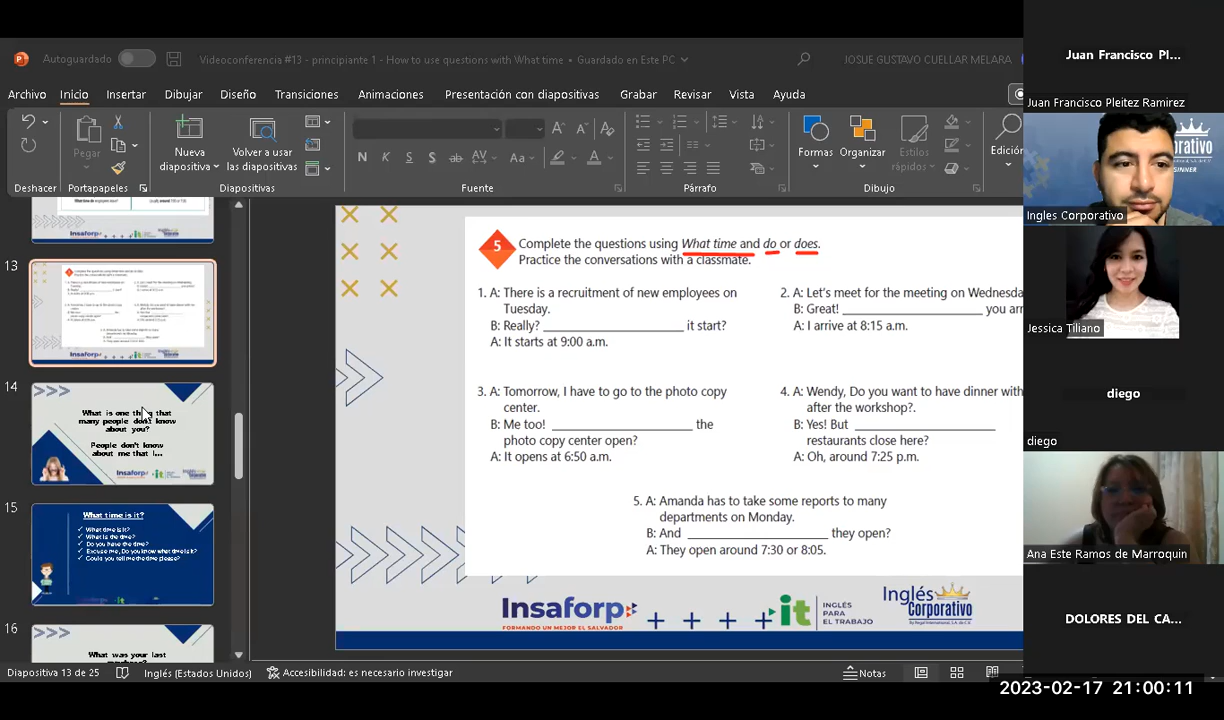 Autoguardado
Videoconferencia #13 - principiante 1 - How to use questions with What time • Guardado en Este PC
JOSUE GUSTAVO CUELLAR MELARA
Archivo Inicio Insertar Dibujar Diseño Transiciones Animaciones Presentación con diapositivas Grabar Revisar Vista Ayuda
Pegar
Nueva diapositiva
Volver a usar las diapositivas
N K S S ab AV Aa A
Formas
Organizar
Estilos rápidos
Edición
Deshacer Portapapeles Diapositivas Fuente Párrafo Dibujo
13
14
What is one thing that
many people don't know
about you?
People don't know
about me that I...
15
What time is it?
✓ What time is it?
✓ What is the time?
✓ Do you have the time?
✓ Excuse me, Do you know what time is it?
✓ Could you tell me the time please?
16
What was your last
5
Complete the questions using What time and do or does.
Practice the conversations with a classmate.
1. A: There is a recruitment of new employees on
Tuesday.
B: Really? ____________________ it start?
A: It starts at 9:00 a.m.
2. A: Let's meet for the meeting on Wednesda
B: Great! ____________________ you arr
A: I arrive at 8:15 a.m.
3. A: Tomorrow, I have to go to the photo copy
center.
B: Me too! ____________________ the
photo copy center open?
A: It opens at 6:50 a.m.
4. A: Wendy, Do you want to have dinner with
after the workshop?.
B: Yes! But ____________________
restaurants close here?
A: Oh, around 7:25 p.m.
5. A: Amanda has to take some reports to many
departments on Monday.
B: And ____________________ they open?
A: They open around 7:30 or 8:05.
Insaforp
FORMANDO UN MEJOR EL SALVADOR
it
INGLÉS
PARA
EL TRABAJO
Inglés
Corporativo
Diapositiva 13 de 25
Inglés (Estados Unidos)
Accesibilidad: es necesario investigar
Notas
Juan Francisco Pl...
Juan Francisco Pleitez Ramirez
Ingles Corporativo
Jessica Tiliano
diego
diego
Ana Este Ramos de Marroquin
DOLORES DEL CA...
2023-02-17 21:00:11